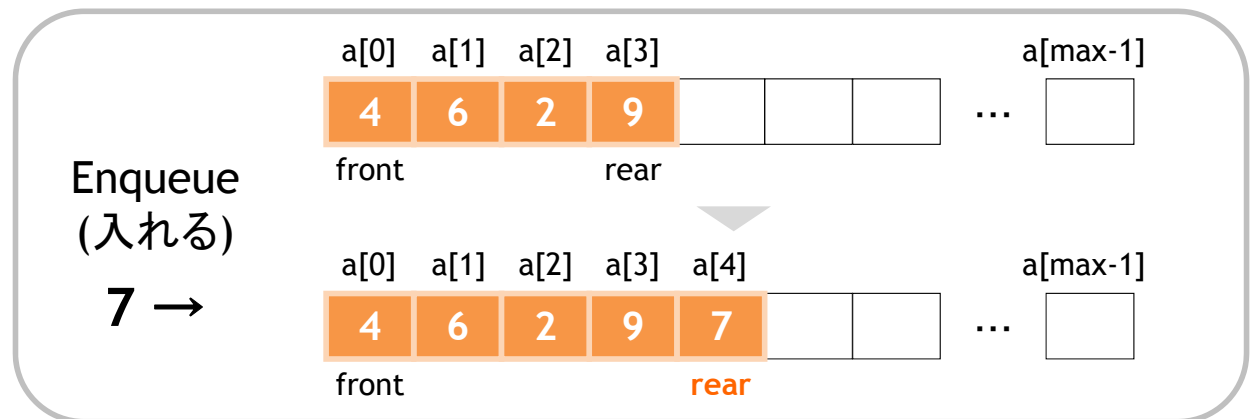 a[0] a[1] a[2] a[3] a[max-1]
4 6 2 9 ...
front rear
Enqueue
(入れる)
7 →
a[0] a[1] a[2] a[3] a[4] a[max-1]
4 6 2 9 7 ...
front rear